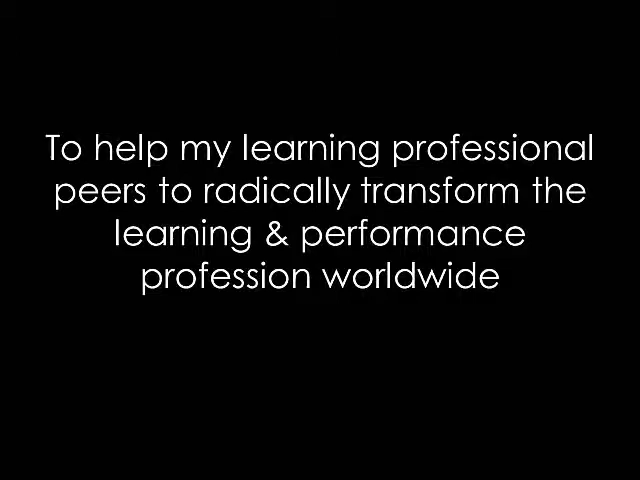 To help my learning professional
peers to radically transform the
learning & performance
profession worldwide